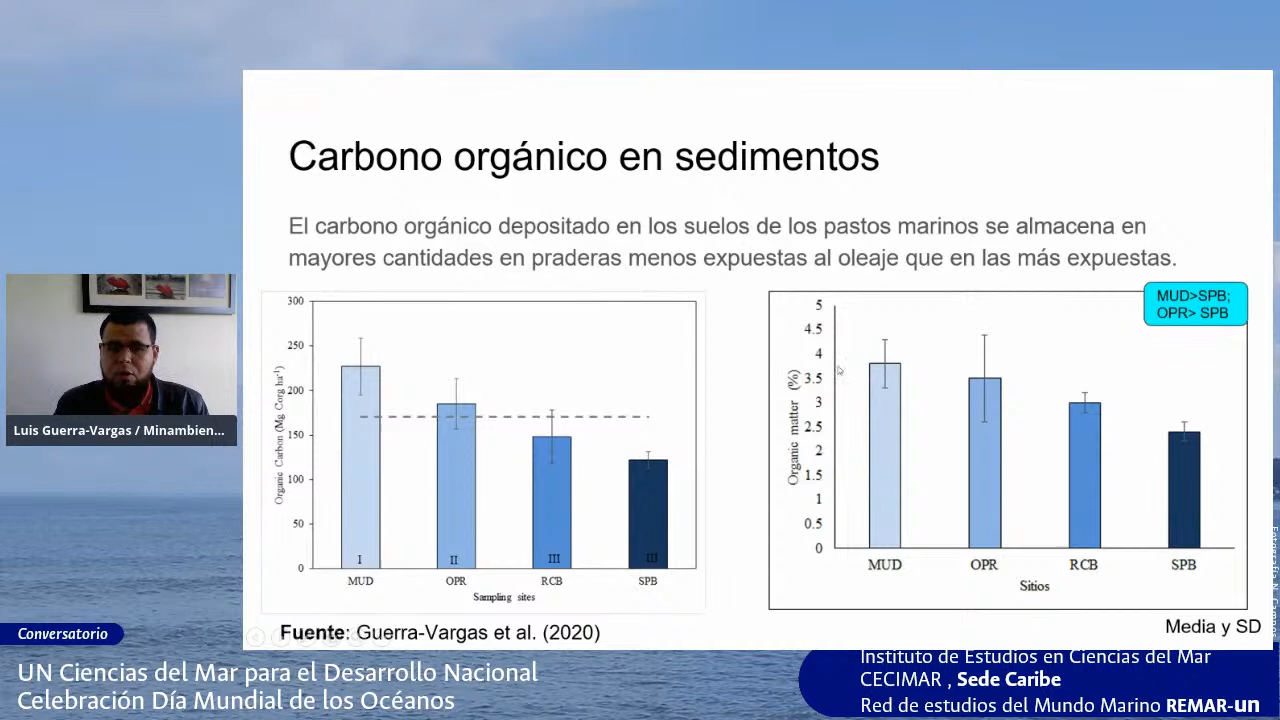 Carbono orgánico en sedimentos
El carbono orgánico depositado en los suelos de los pastos marinos se almacena en
mayores cantidades en praderas menos expuestas al oleaje que en las más expuestas.
300
250
200
150
100
50
0
Organic Carbon (Mg Corg ha⁻¹)
I
II
III
III
MUD
OPR
RCB
SPB
Sampling sites
MUD>SPB;
OPR> SPB
5
4.5
4
3.5
3
2.5
2
1.5
1
0.5
0
Organic matter (%)
MUD
OPR
RCB
SPB
Sitios
Fuente: Guerra-Vargas et al. (2020)
Media y SD
Luis Guerra-Vargas / Minambien...
Fotografía N. Campos
Conversatorio
UN Ciencias del Mar para el Desarrollo Nacional
Celebración Día Mundial de los Océanos
Instituto de Estudios en Ciencias del Mar
CECIMAR , Sede Caribe
Red de estudios del Mundo Marino REMAR-un